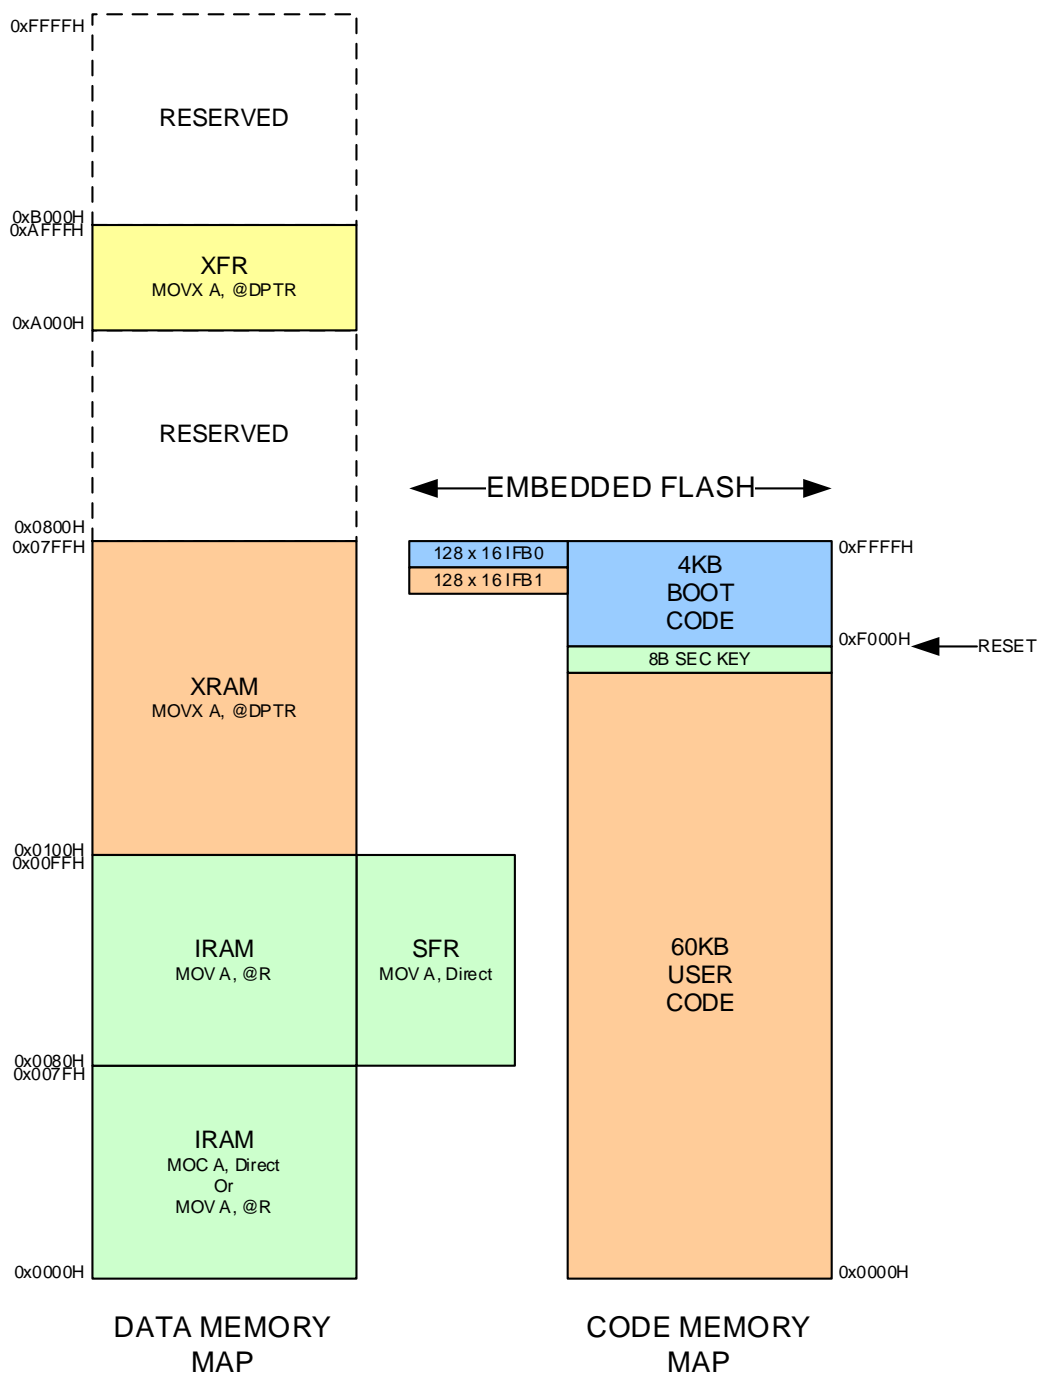 0xFFFFH
RESERVED
0xB000H
0xAFFFH
XFR
MOVX A, @DPTR
0xA000H
RESERVED
0x0800H
0x07FFH
XRAM
MOVX A, @DPTR
0x0100H
0x00FFH
IRAM
MOV A, @R
SFR
MOV A, Direct
0x0080H
0x007FH
IRAM
MOC A, Direct
Or
MOV A, @R
0x0000H
DATA MEMORY
MAP
EMBEDDED FLASH
128 x 16 IFB0
128 x 16 IFB1
4KB
BOOT
CODE
0xFFFFH
0xF000H
RESET
8B SEC KEY
60KB
USER
CODE
0x0000H
CODE MEMORY
MAP